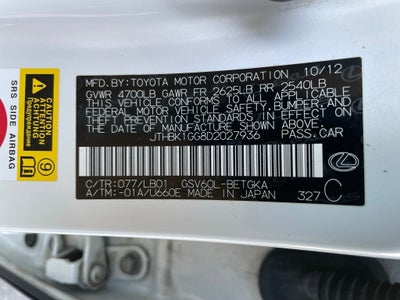 MFD.BY:TOYOTA MOTOR CORPORATION 10/12
GVWR 4700LB GAWR FR 2625LB RR 2540LB
THIS VEHICLE CONFORMS TO ALL APPLICABLE
FEDERAL MOTOR VEHICLE SAFETY, BUMPER, AND
THEFT PREVENTION STANDARDS IN EFFECT ON
THE DATE OF MANUFACTURE SHOWN ABOVE.
JTHBK1GG8D2027936 PASS.CAR
C/TR:077/LB01 GSV60L-BETGKA
A/TM:-01A/U660E MADE IN JAPAN 327 C
SRS SIDE AIRBAG
ACHTUNG